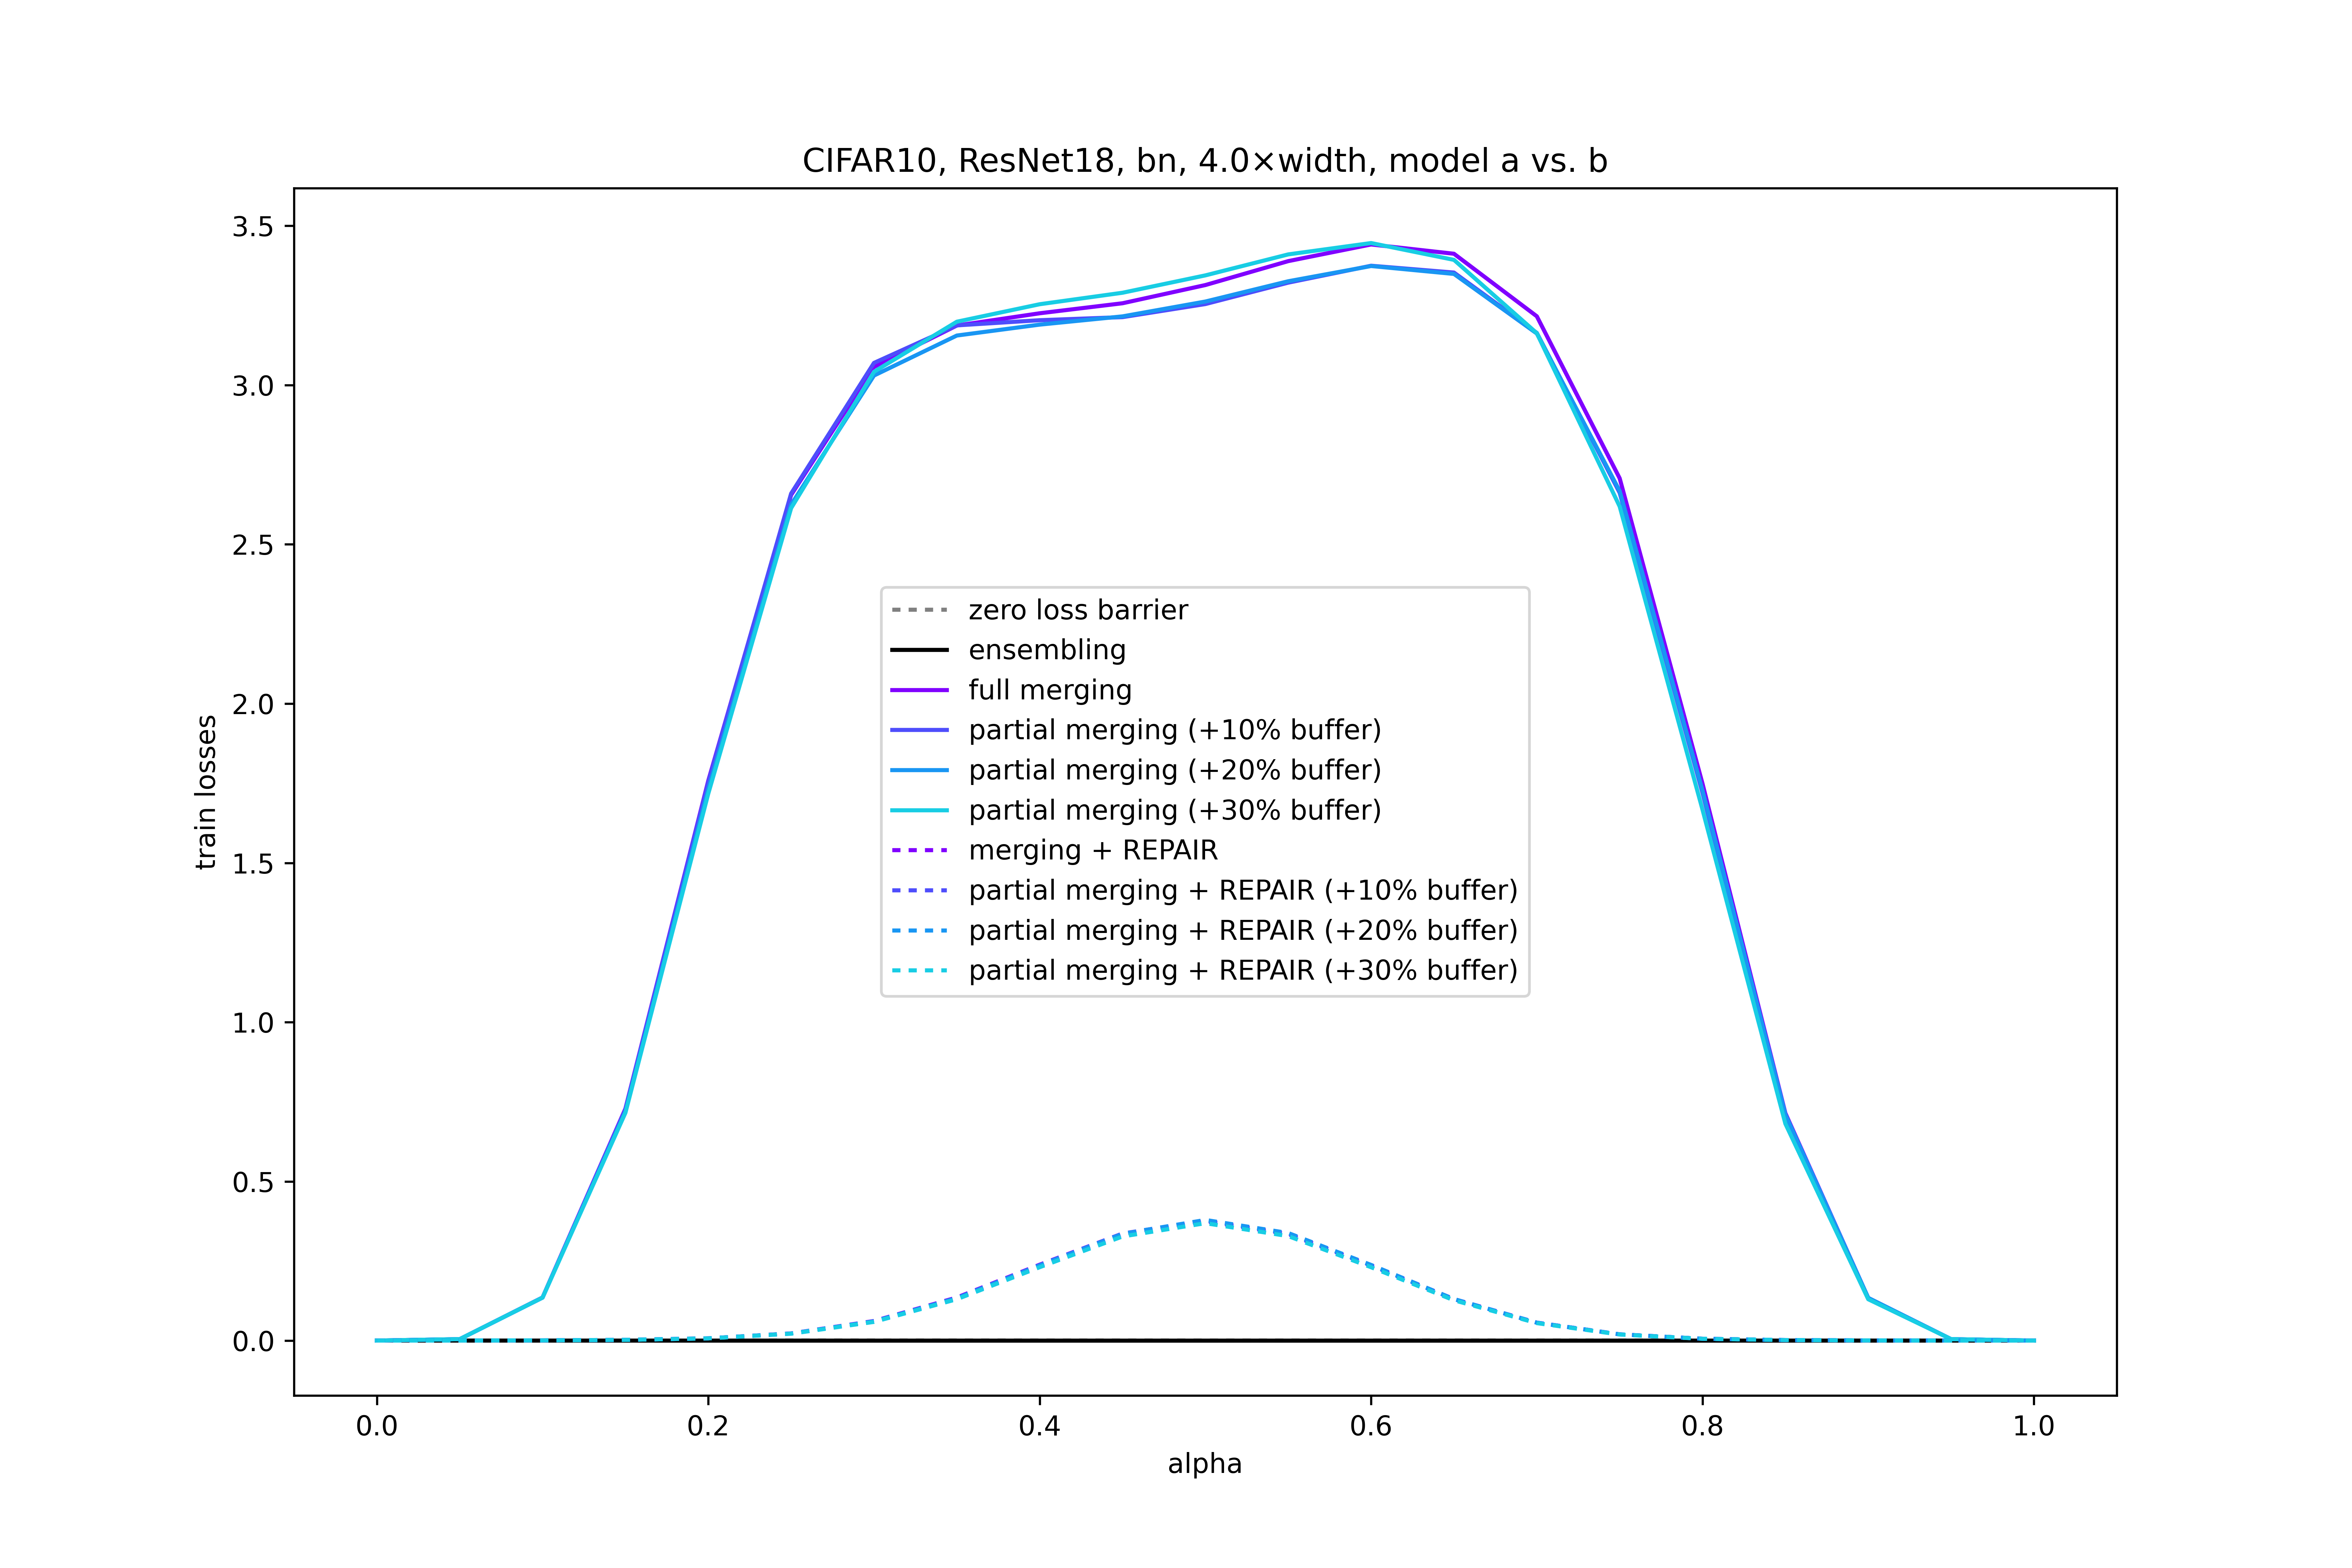 CIFAR10, ResNet18, bn, 4.0×width, model a vs. b
3.5
3.0
2.5
2.0
1.5
1.0
0.5
0.0
train losses
zero loss barrier
ensembling
full merging
partial merging (+10% buffer)
partial merging (+20% buffer)
partial merging (+30% buffer)
merging + REPAIR
partial merging + REPAIR (+10% buffer)
partial merging + REPAIR (+20% buffer)
partial merging + REPAIR (+30% buffer)
0.0 0.2 0.4 0.6 0.8 1.0
alpha